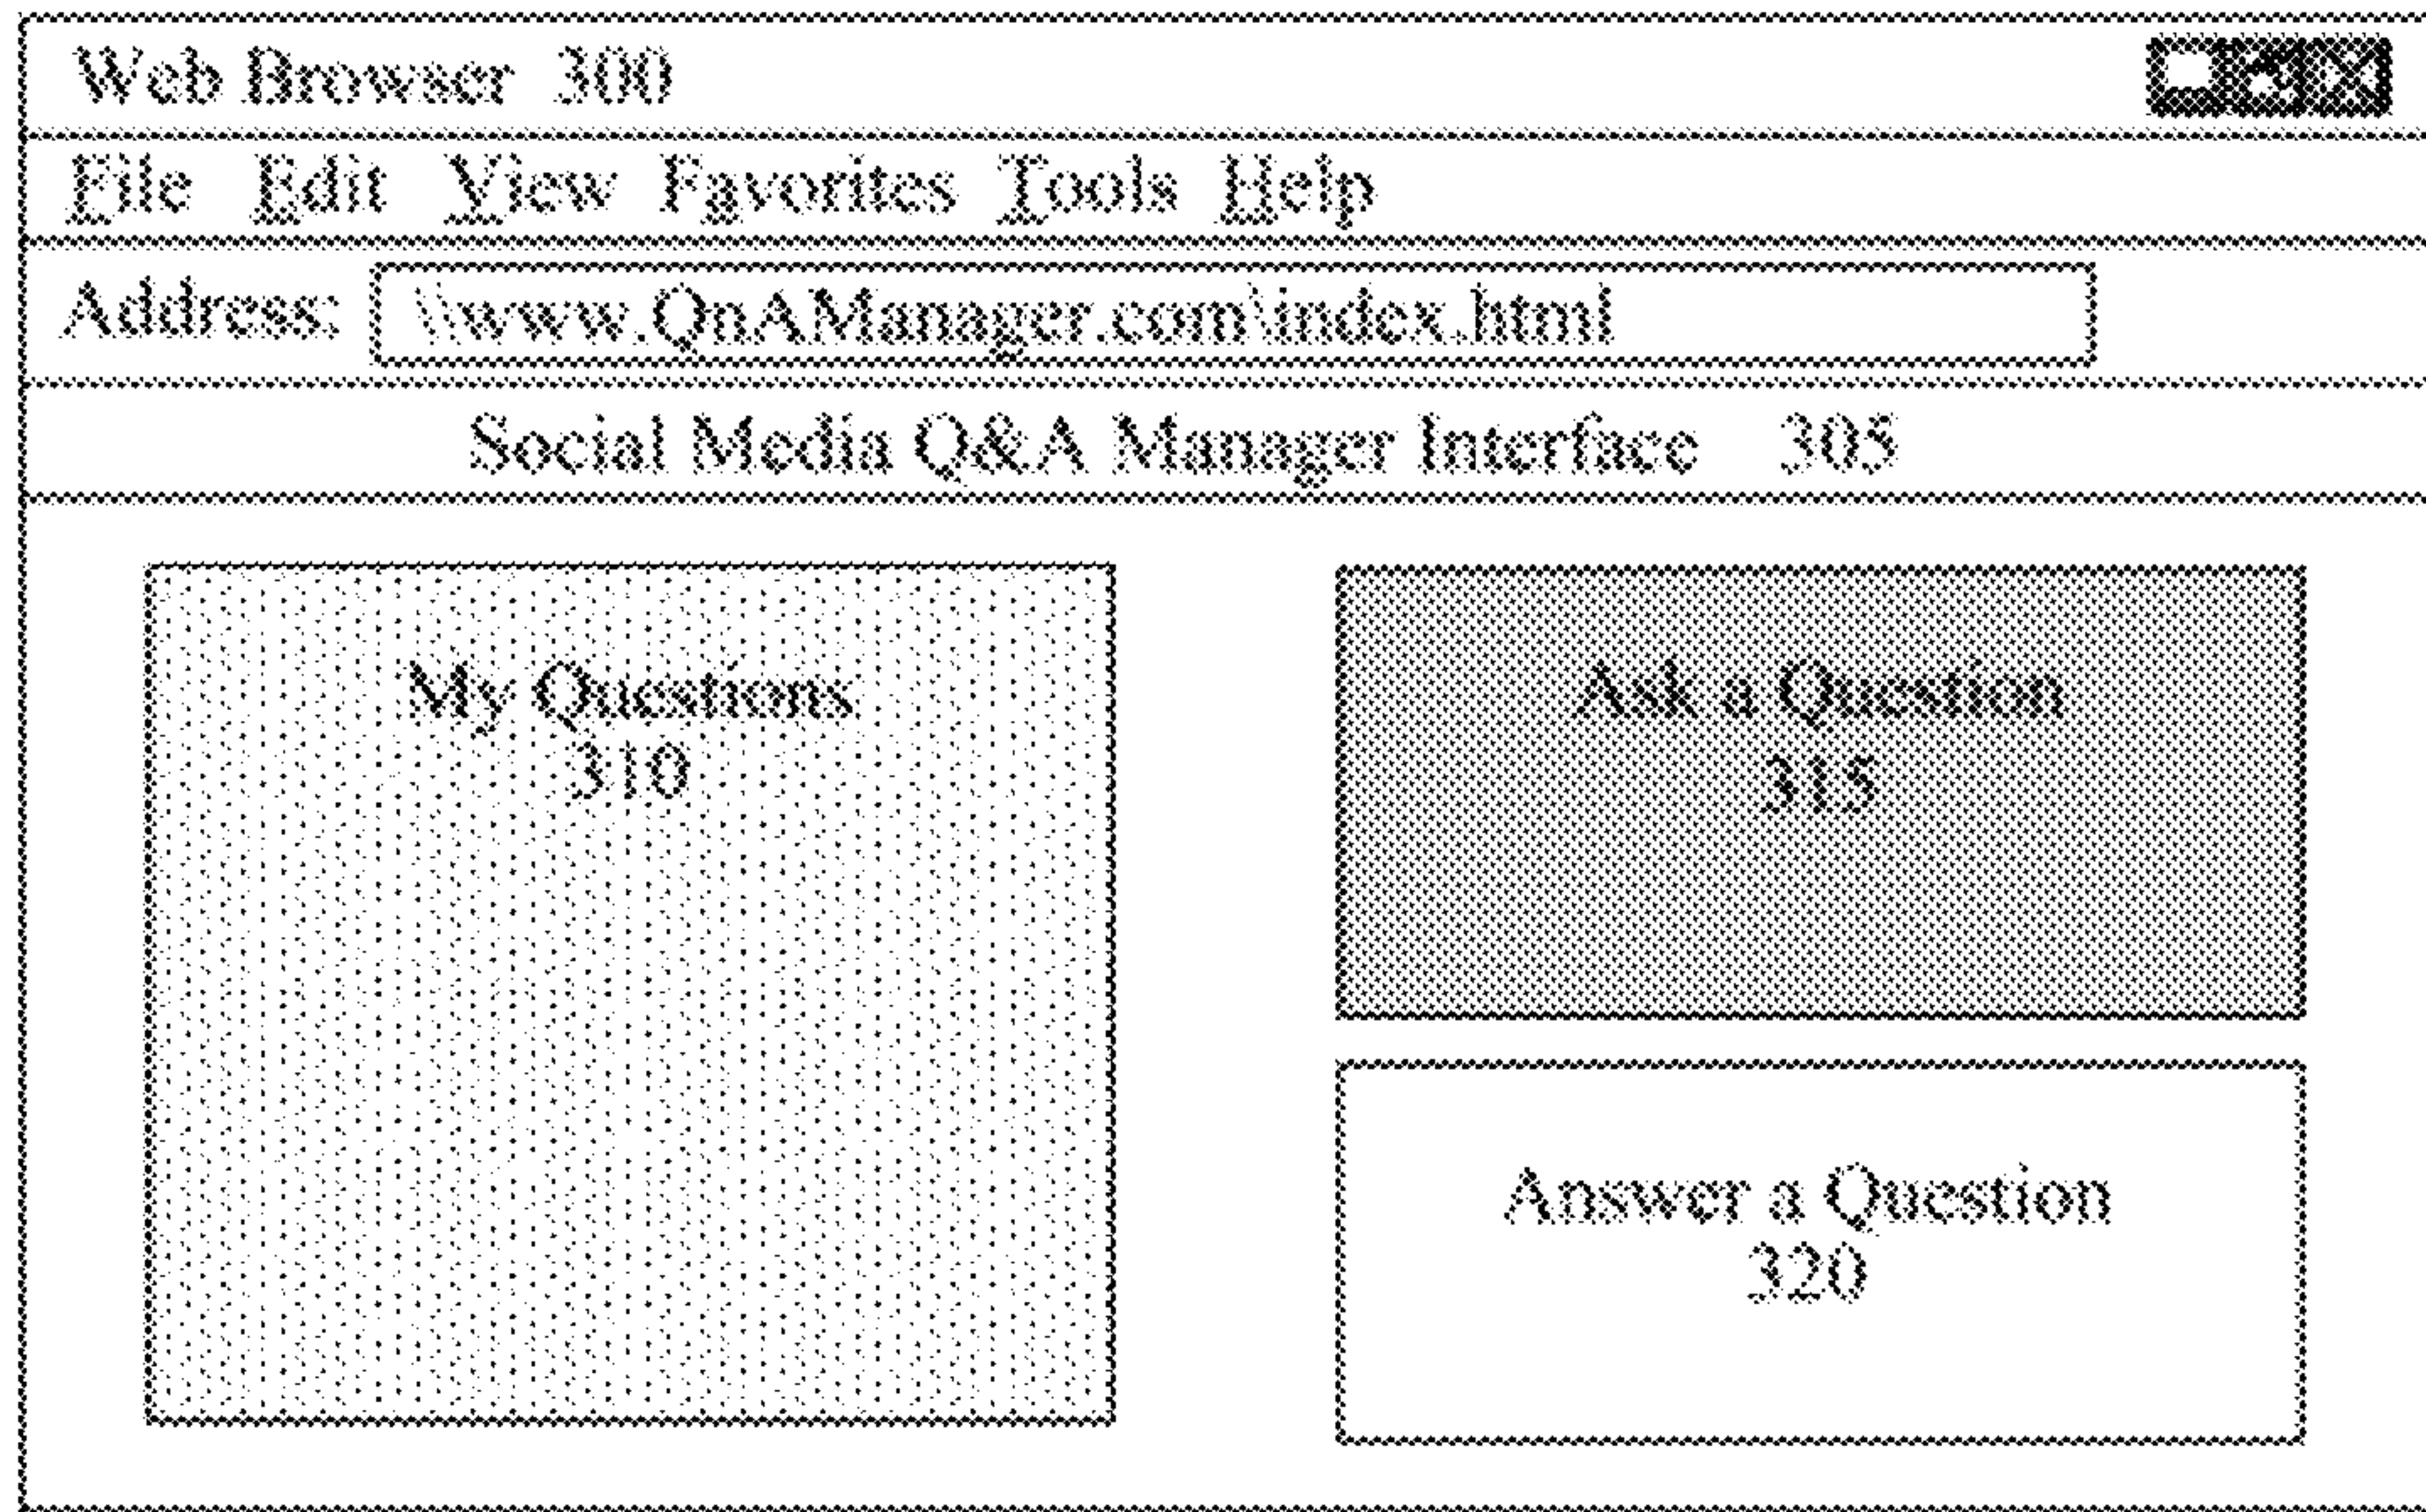 Web Browser 300
File Edit View Favorites Tools Help
Address: \\www.QnAManager.com\index.html
Social Media Q&A Manager Interface 305
My Questions
310
Ask a Question
315
Answer a Question
320